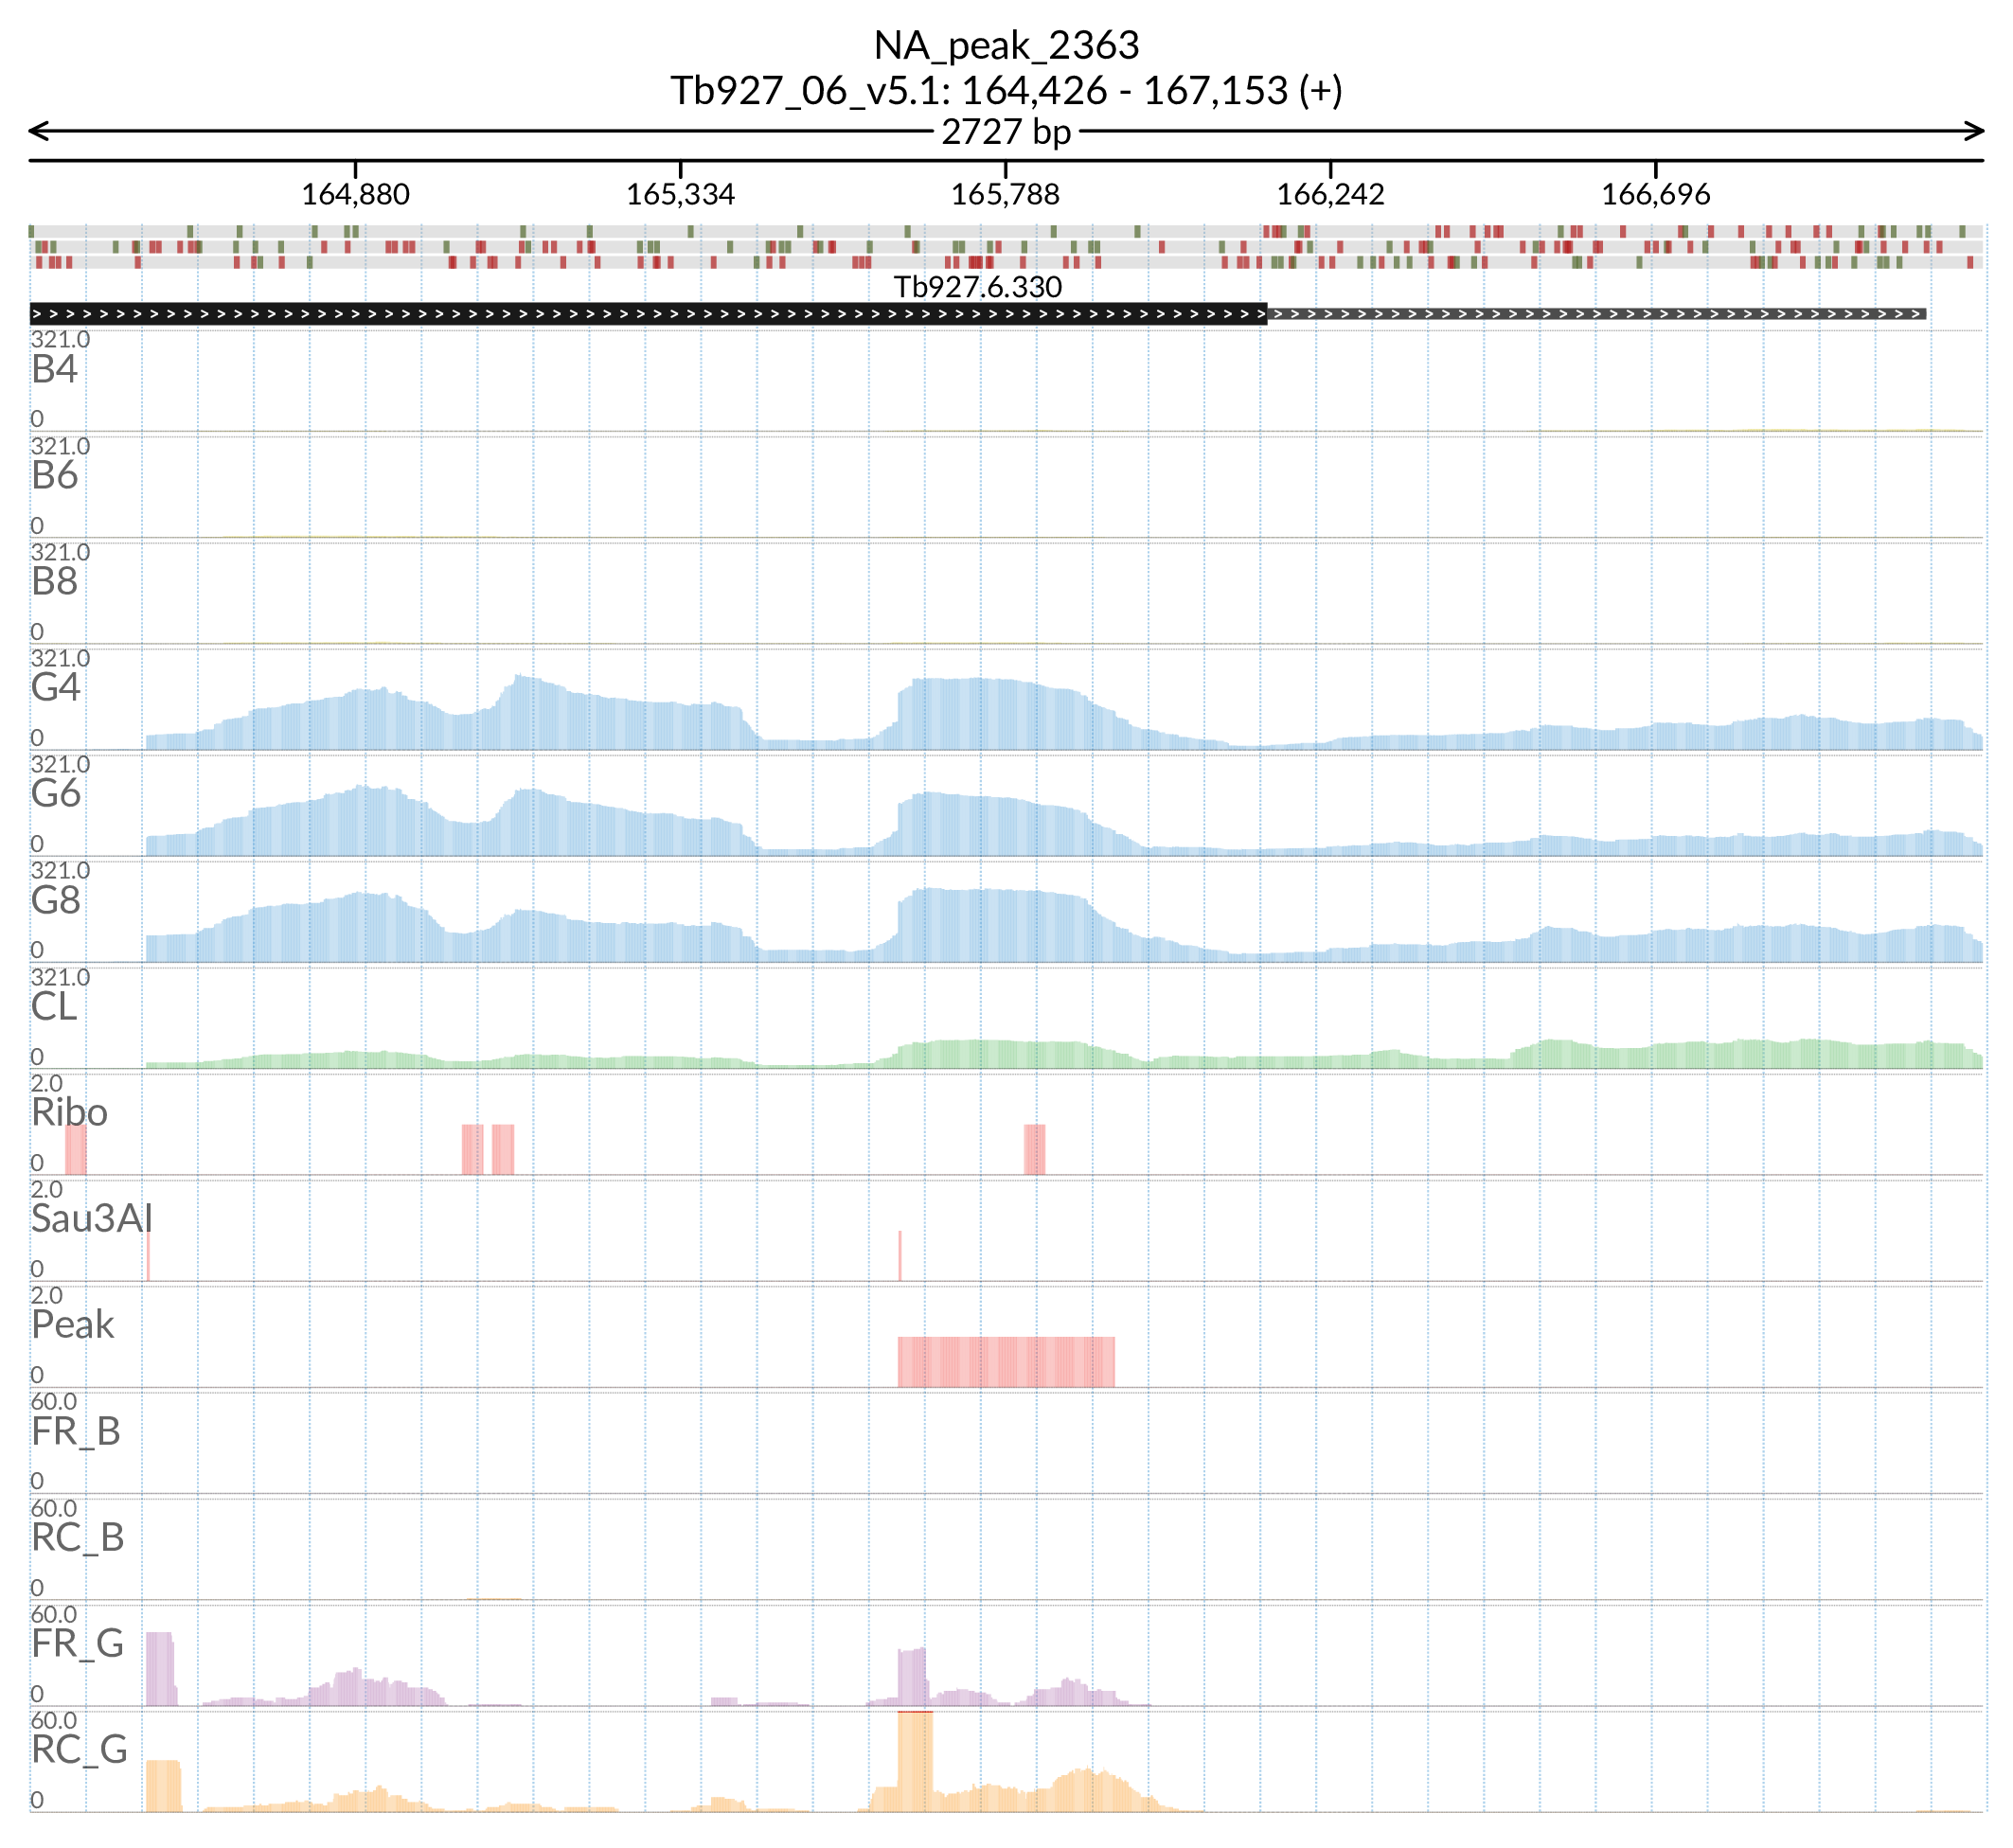 NA_peak_2363
Tb927_06_v5.1: 164,426 - 167,153 (+)
2727 bp
164,880 165,334 165,788 166,242 166,696
Tb927.6.330
321.0
B4
0
321.0
B6
0
321.0
B8
0
321.0
G4
0
321.0
G6
0
321.0
G8
0
321.0
CL
0
2.0
Ribo
0
2.0
Sau3AI
0
2.0
Peak
0
60.0
FR_B
0
60.0
RC_B
0
60.0
FR_G
0
60.0
RC_G
0